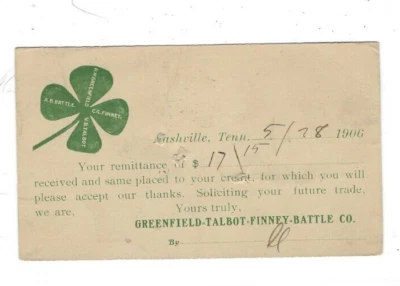 A.B. BATTLE.
W.W. GREENFIELD
C.K. FINNEY.
W.B. TALBOT
Nashville, Tenn. 5/28 1906
Your remittance of $ 17/15
received and same placed to your credit, for which you will
please accept our thanks. Soliciting your future trade,
we are, Yours truly,
GREENFIELD-TALBOT-FINNEY-BATTLE CO.
By